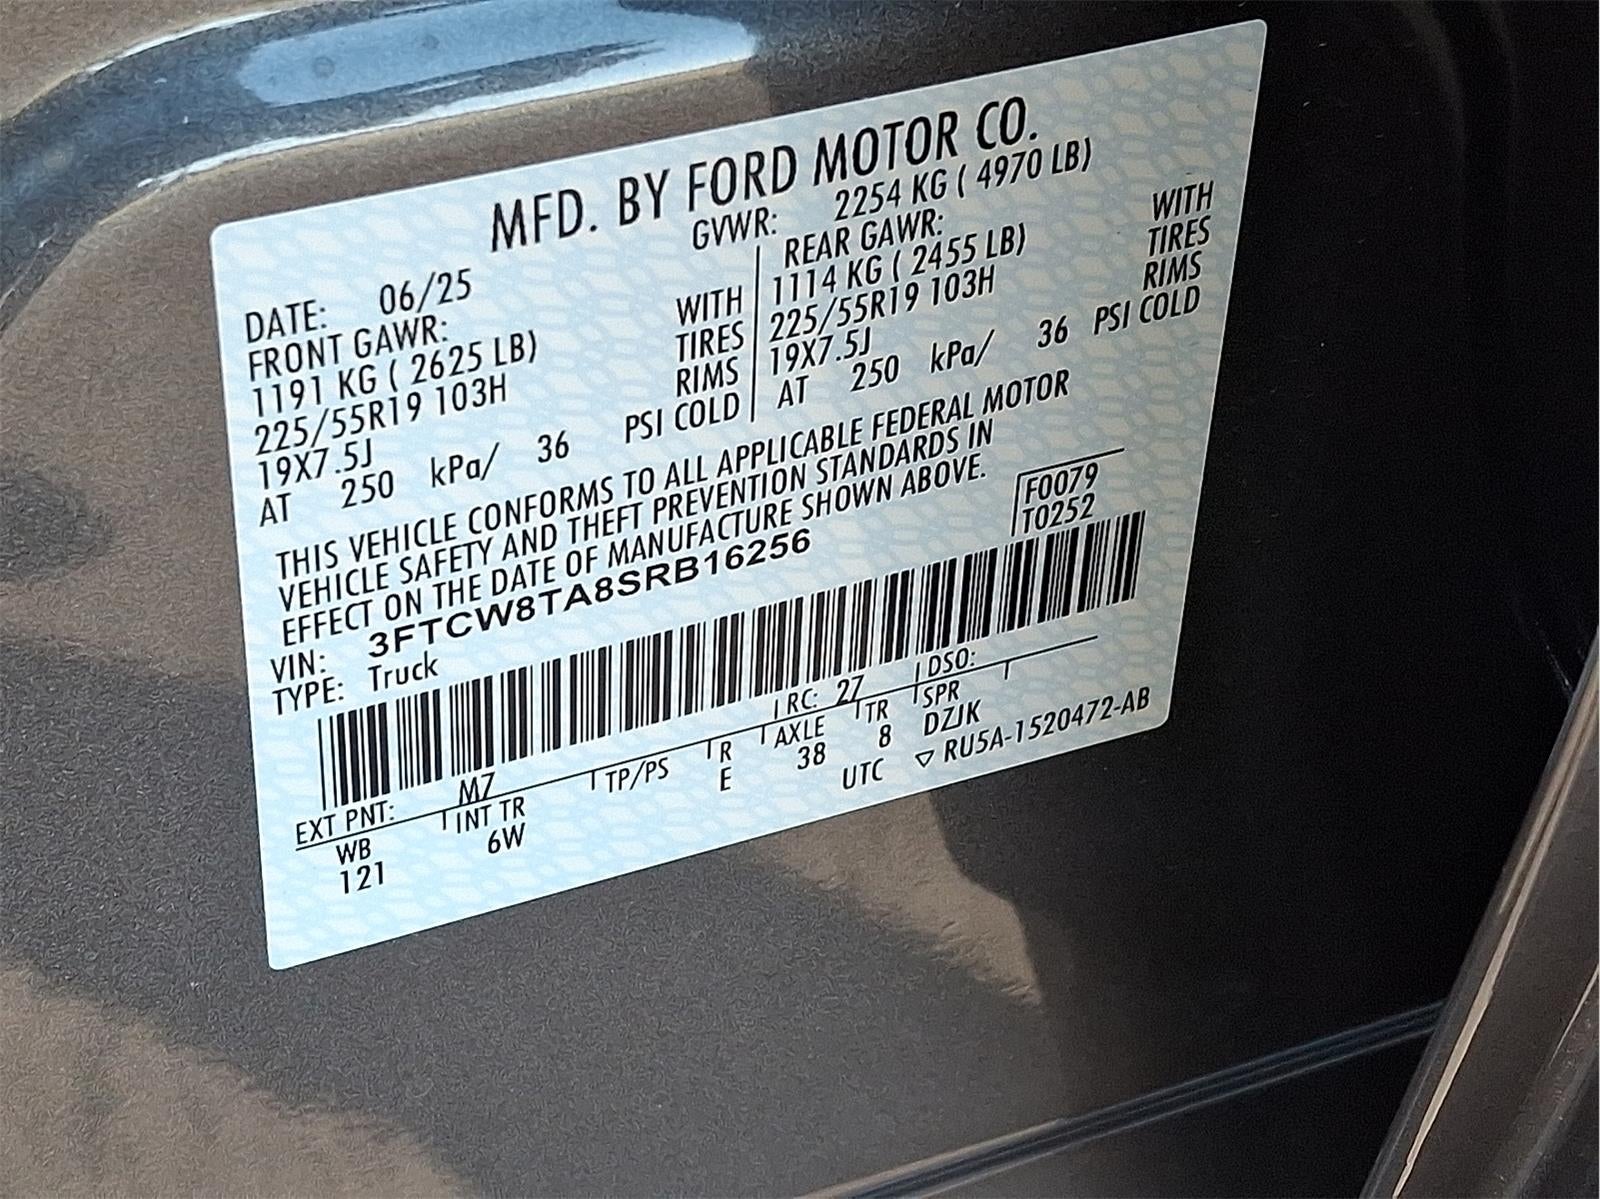 MFD. BY FORD MOTOR CO.
GVWR: 2254 KG ( 4970 LB)
DATE: 06/25
FRONT GAWR:
1191 KG ( 2625 LB) WITH
225/55R19 103H TIRES
19X7.5J RIMS
AT 250 kPa/ 36 PSI COLD
REAR GAWR:
1114 KG ( 2455 LB) WITH
225/55R19 103H TIRES
19X7.5J RIMS
AT 250 kPa/ 36 PSI COLD
THIS VEHICLE CONFORMS TO ALL APPLICABLE FEDERAL MOTOR
VEHICLE SAFETY AND THEFT PREVENTION STANDARDS IN
EFFECT ON THE DATE OF MANUFACTURE SHOWN ABOVE.
F0079
T0252
VIN: 3FTCW8TA8SRB16256
TYPE: Truck
EXT PNT: M7 RC: 27 DSO:
WB INT TR TP/PS R AXLE TR SPR
121 6W E 38 8 DZJK
UTC ▽ RU5A-1520472-AB